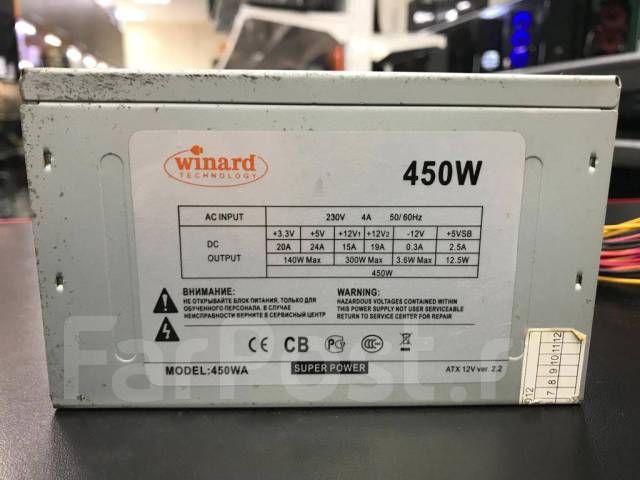 winard
TECHNOLOGY
450W
AC INPUT 230V 4A 50/60Hz
DC OUTPUT +3.3V +5V +12V1 +12V2 -12V +5VSB
20A 24A 15A 19A 0.3A 2.5A
140W Max 300W Max 3.6W Max 12.5W
450W
ВНИМАНИЕ:
НЕ ОТКРЫВАЙТЕ БЛОК ПИТАНИЯ, ТОЛЬКО ДЛЯ
ОБУЧЕННОГО ПЕРСОНАЛА. В СЛУЧАЕ
НЕИСПРАВНОСТИ ВЕРНИТЕ В СЕРВИСНЫЙ ЦЕНТР
WARNING:
HAZARDOUS VOLTAGES CONTAINED WITHIN
THIS POWER SUPPLY NOT USER SERVICEABLE
RETURN TO SERVICE CENTER FOR REPAIR
CE CB PG CCC
MODEL:450WA
SUPER POWER
ATX 12V ver. 2.2
7 8 9 10 11 12
FarPost.r